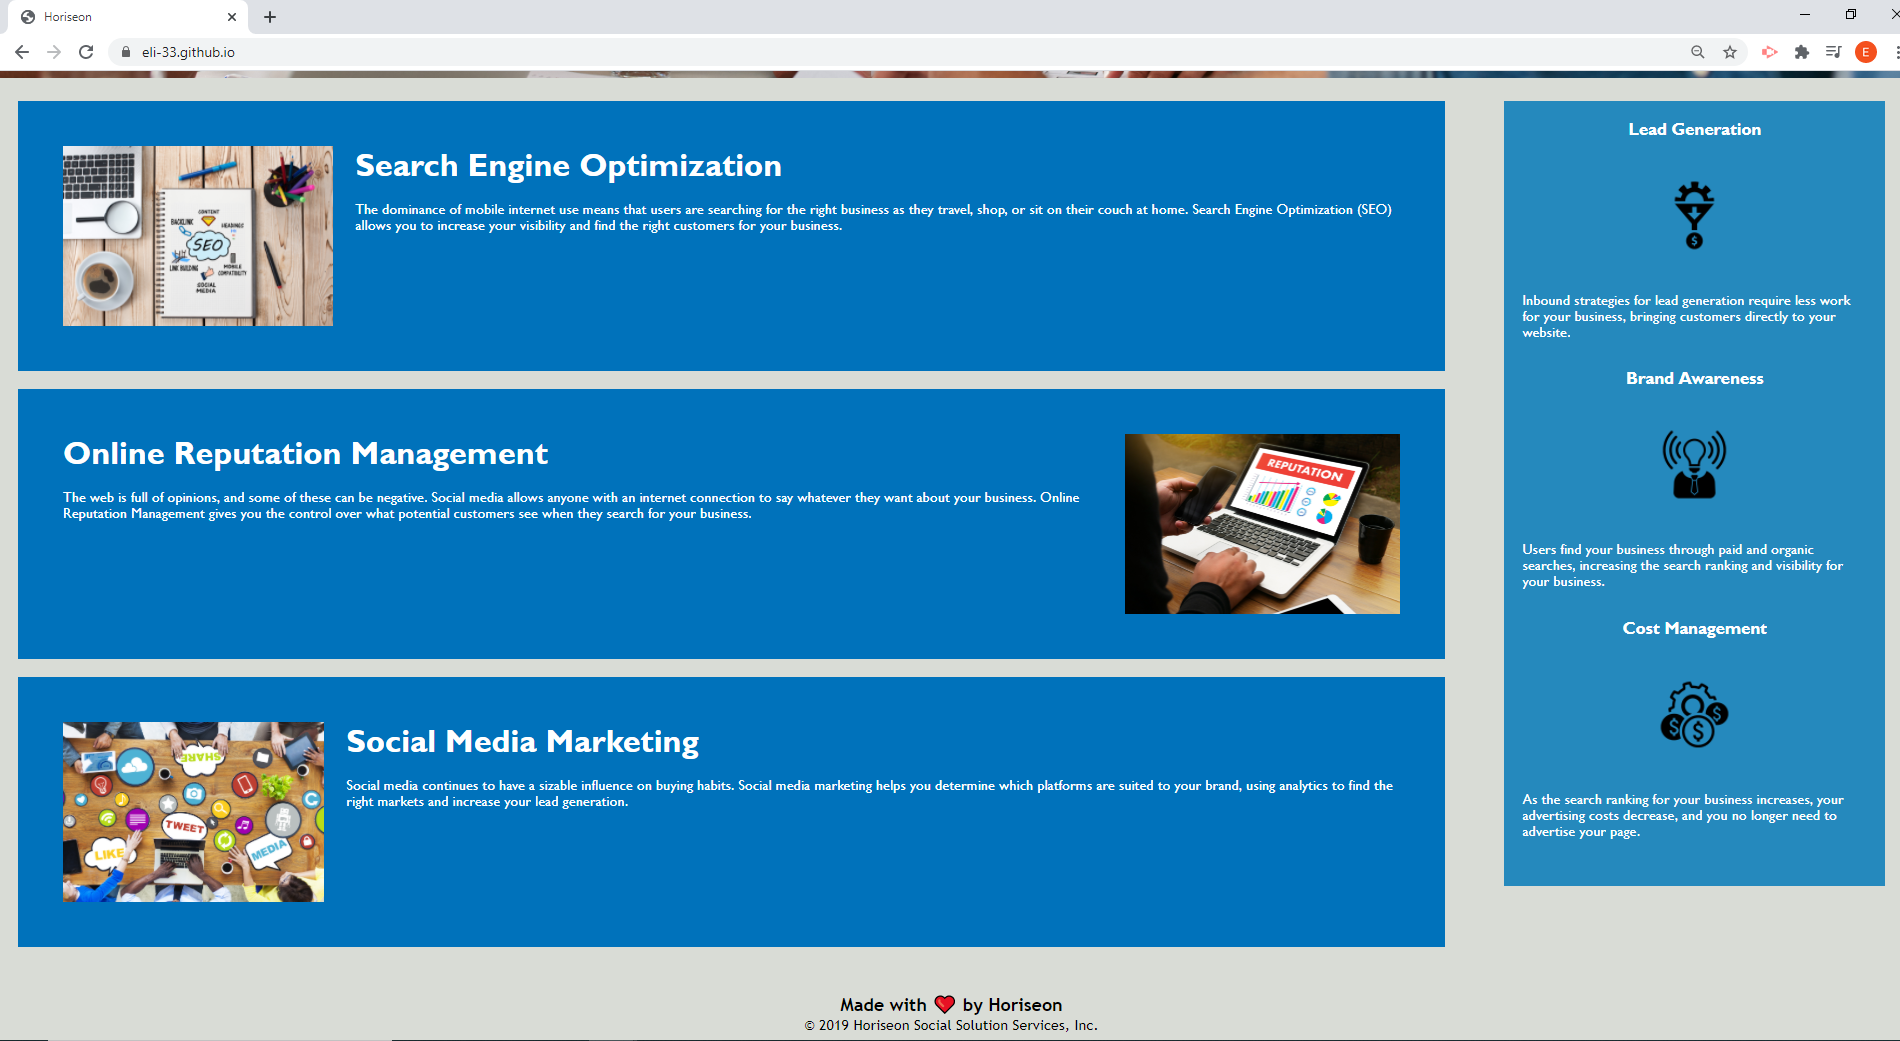 Horiseon
eli-33.github.io
E
Search Engine Optimization
The dominance of mobile internet use means that users are searching for the right business as they travel, shop, or sit on their couch at home. Search Engine Optimization (SEO)
allows you to increase your visibility and find the right customers for your business.
CONTENT
BACKLINK
HEADINGS
SEO
LINK BUILDING
MOBILE
COMPATIBILITY
SOCIAL
MEDIA
Online Reputation Management
The web is full of opinions, and some of these can be negative. Social media allows anyone with an internet connection to say whatever they want about your business. Online
Reputation Management gives you the control over what potential customers see when they search for your business.
REPUTATION
Social Media Marketing
Social media continues to have a sizable influence on buying habits. Social media marketing helps you determine which platforms are suited to your brand, using analytics to find the
right markets and increase your lead generation.
SHARE
TWEET
LIKE
MEDIA
Lead Generation
Inbound strategies for lead generation require less work
for your business, bringing customers directly to your
website.
Brand Awareness
Users find your business through paid and organic
searches, increasing the search ranking and visibility for
your business.
Cost Management
As the search ranking for your business increases, your
advertising costs decrease, and you no longer need to
advertise your page.
Made with ❤️ by Horiseon
© 2019 Horiseon Social Solution Services, Inc.